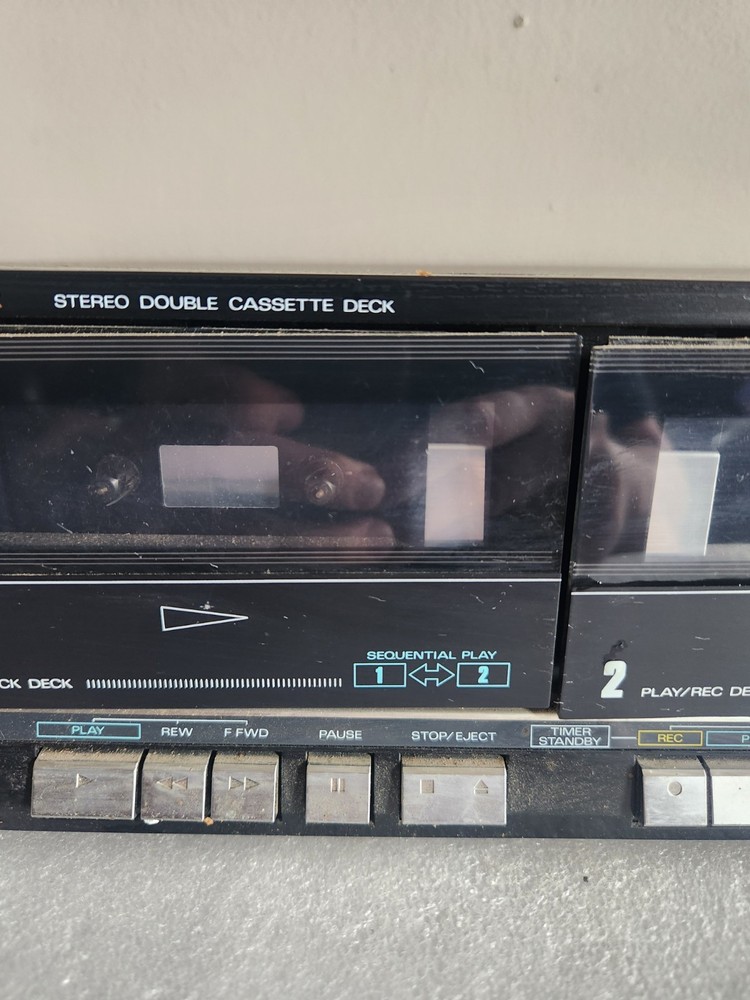 STEREO DOUBLE CASSETTE DECK
CK DECK
SEQUENTIAL PLAY
1 2
2 PLAY/REC DE
PLAY REW F FWD PAUSE STOP/EJECT TIMER STANDBY REC P